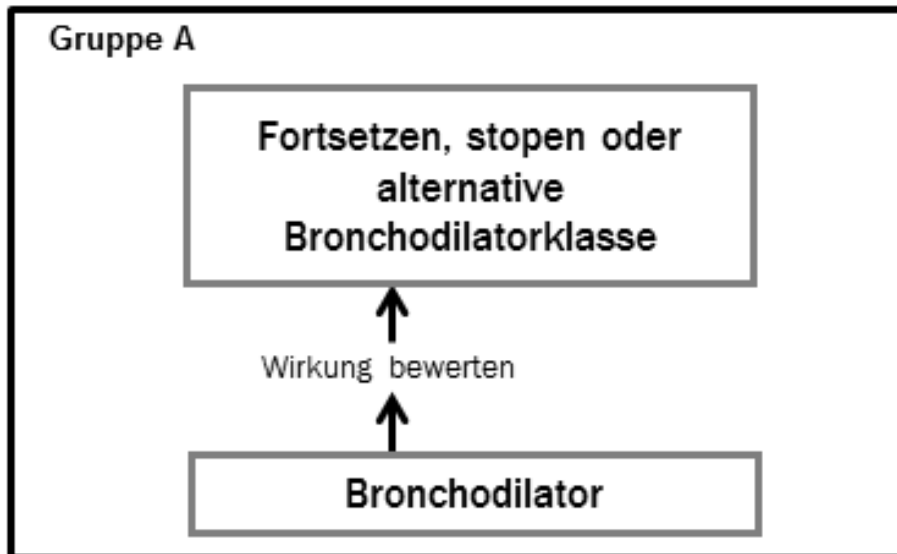 Gruppe A
Fortsetzen, stopen oder
alternative
Bronchodilatorklasse
Wirkung bewerten
Bronchodilator